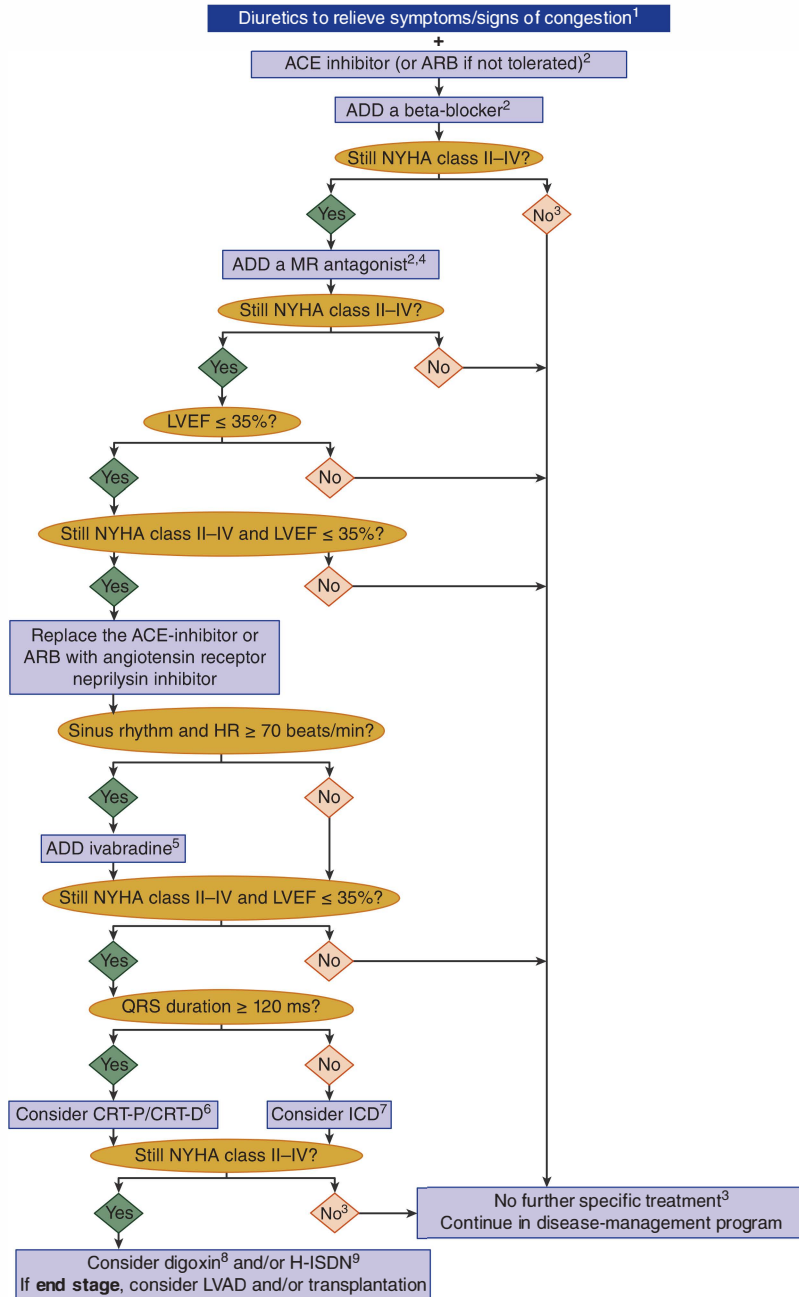 Diuretics to relieve symptoms/signs of congestion¹
+
ACE inhibitor (or ARB if not tolerated)²
ADD a beta-blocker²
Still NYHA class II–IV?
Yes
No³
ADD a MR antagonist²,⁴
Still NYHA class II–IV?
Yes
No
LVEF ≤ 35%?
Yes
No
Still NYHA class II–IV and LVEF ≤ 35%?
Yes
No
Replace the ACE-inhibitor or
ARB with angiotensin receptor
neprilysin inhibitor
Sinus rhythm and HR ≥ 70 beats/min?
Yes
No
ADD ivabradine⁵
Still NYHA class II–IV and LVEF ≤ 35%?
Yes
No
QRS duration ≥ 120 ms?
Yes
No
Consider CRT-P/CRT-D⁶
Consider ICD⁷
Still NYHA class II–IV?
Yes
No³
No further specific treatment³
Continue in disease-management program
Consider digoxin⁸ and/or H-ISDN⁹
If end stage, consider LVAD and/or transplantation